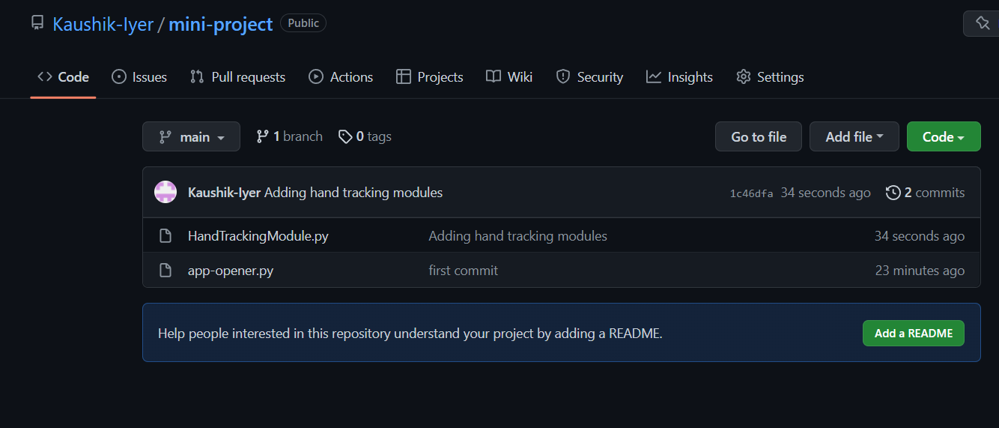 Kaushik-Iyer / mini-project Public
Code Issues Pull requests Actions Projects Wiki Security Insights Settings
main 1 branch 0 tags Go to file Add file Code
Kaushik-Iyer Adding hand tracking modules 1c46dfa 34 seconds ago 2 commits
HandTrackingModule.py Adding hand tracking modules 34 seconds ago
app-opener.py first commit 23 minutes ago
Help people interested in this repository understand your project by adding a README. Add a README